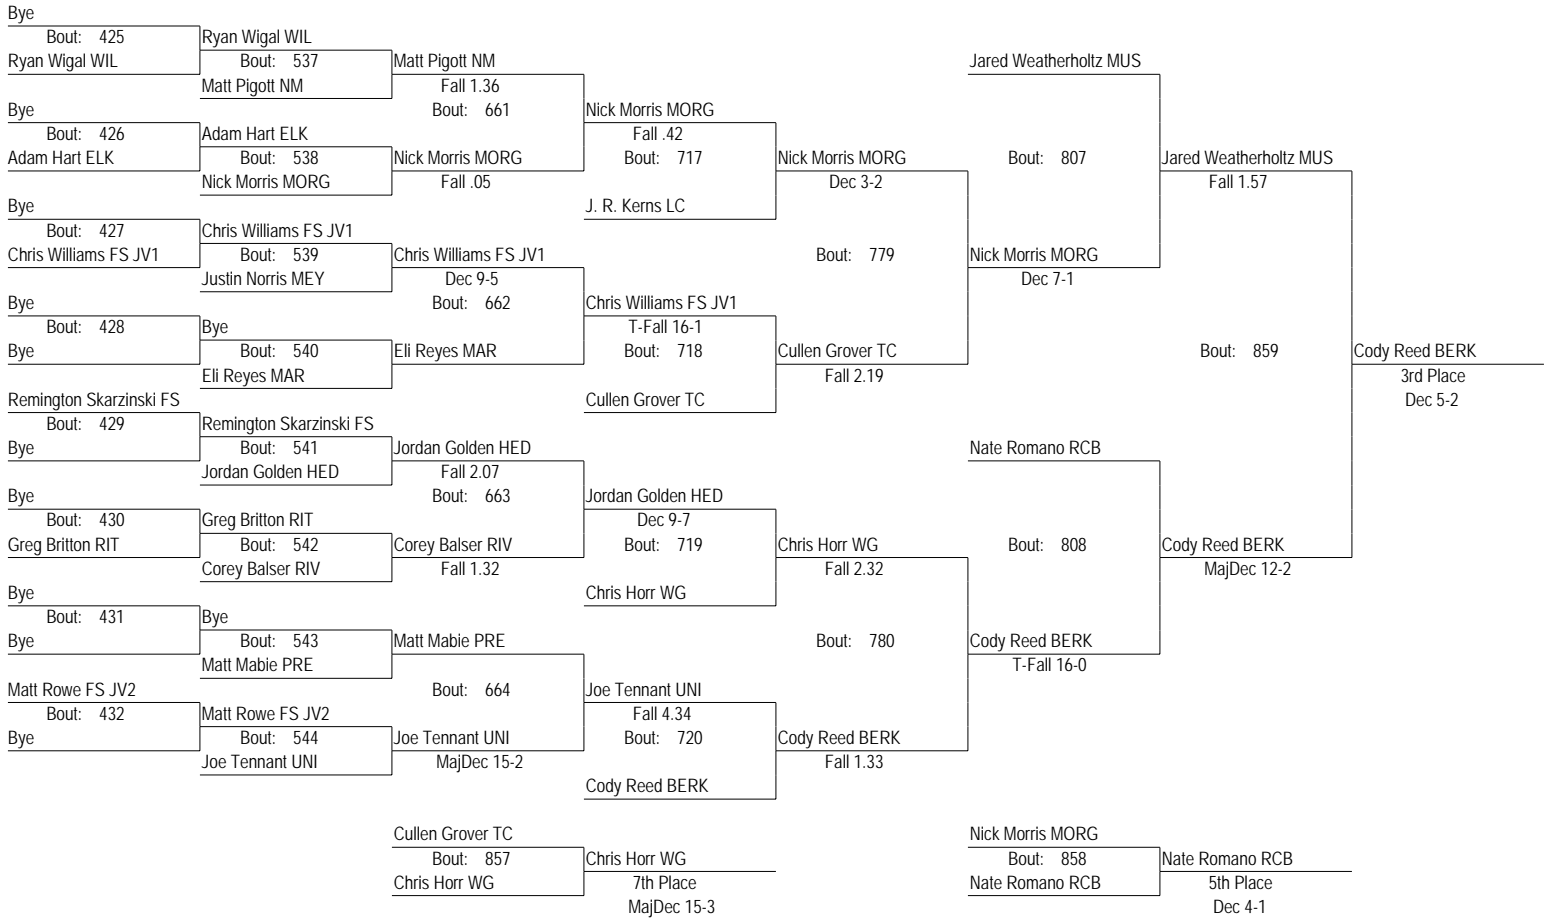 Bye
Bout: 425
Ryan Wigal WIL
Bye
Bout: 426
Adam Hart ELK
Bye
Bout: 427
Chris Williams FS JV1
Bye
Bout: 428
Bye
Remington Skarzinski FS
Bout: 429
Bye
Bye
Bout: 430
Greg Britton RIT
Bye
Bout: 431
Bye
Matt Rowe FS JV2
Bout: 432
Bye
Ryan Wigal WIL
Bout: 537
Matt Pigott NM
Adam Hart ELK
Bout: 538
Nick Morris MORG
Chris Williams FS JV1
Bout: 539
Justin Norris MEY
Bye
Bout: 540
Eli Reyes MAR
Remington Skarzinski FS
Bout: 541
Jordan Golden HED
Greg Britton RIT
Bout: 542
Corey Balser RIV
Bye
Bout: 543
Matt Mabie PRE
Matt Rowe FS JV2
Bout: 544
Joe Tennant UNI
Matt Pigott NM
Fall 1.36
Bout: 661
Nick Morris MORG
Fall .05
Chris Williams FS JV1
Dec 9-5
Bout: 662
Eli Reyes MAR
Jordan Golden HED
Fall 2.07
Bout: 663
Corey Balser RIV
Fall 1.32
Matt Mabie PRE
Bout: 664
Joe Tennant UNI
MajDec 15-2
Nick Morris MORG
Fall .42
Bout: 717
J. R. Kerns LC
Chris Williams FS JV1
T-Fall 16-1
Bout: 718
Cullen Grover TC
Jordan Golden HED
Dec 9-7
Bout: 719
Chris Horr WG
Joe Tennant UNI
Fall 4.34
Bout: 720
Cody Reed BERK
Nick Morris MORG
Dec 3-2
Bout: 779
Cullen Grover TC
Fall 2.19
Chris Horr WG
Fall 2.32
Bout: 780
Cody Reed BERK
Fall 1.33
Jared Weatherholtz MUS
Bout: 807
Nick Morris MORG
Dec 7-1
Nate Romano RCB
Bout: 808
Cody Reed BERK
T-Fall 16-0
Jared Weatherholtz MUS
Fall 1.57
Bout: 859
Cody Reed BERK
MajDec 12-2
Cody Reed BERK
3rd Place
Dec 5-2
Cullen Grover TC
Bout: 857
Chris Horr WG
Chris Horr WG
7th Place
MajDec 15-3
Nick Morris MORG
Bout: 858
Nate Romano RCB
Nate Romano RCB
5th Place
Dec 4-1